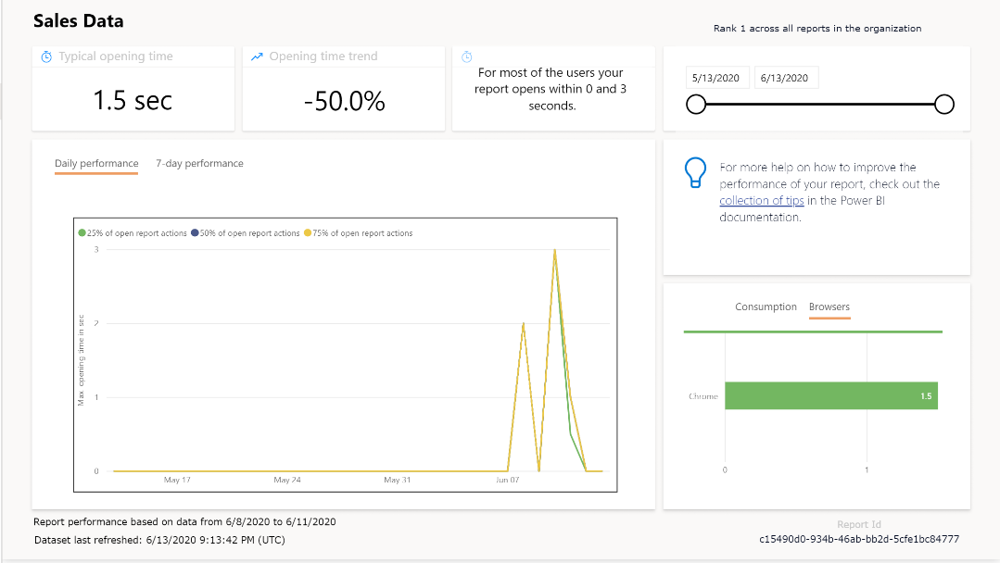 Sales Data
Rank 1 across all reports in the organization
Typical opening time
1.5 sec
Opening time trend
-50.0%
For most of the users your
report opens within 0 and 3
seconds.
5/13/2020
6/13/2020
Daily performance
7-day performance
25% of open report actions
50% of open report actions
75% of open report actions
Max. opening time in sec
3
2
1
0
May 17
May 24
May 31
Jun 07
For more help on how to improve the
performance of your report, check out the
collection of tips in the Power BI
documentation.
Consumption
Browsers
Chrome
1.5
0
1
Report performance based on data from 6/8/2020 to 6/11/2020
Dataset last refreshed: 6/13/2020 9:13:42 PM (UTC)
Report Id
c15490d0-934b-46ab-bb2d-5cfe1bc84777